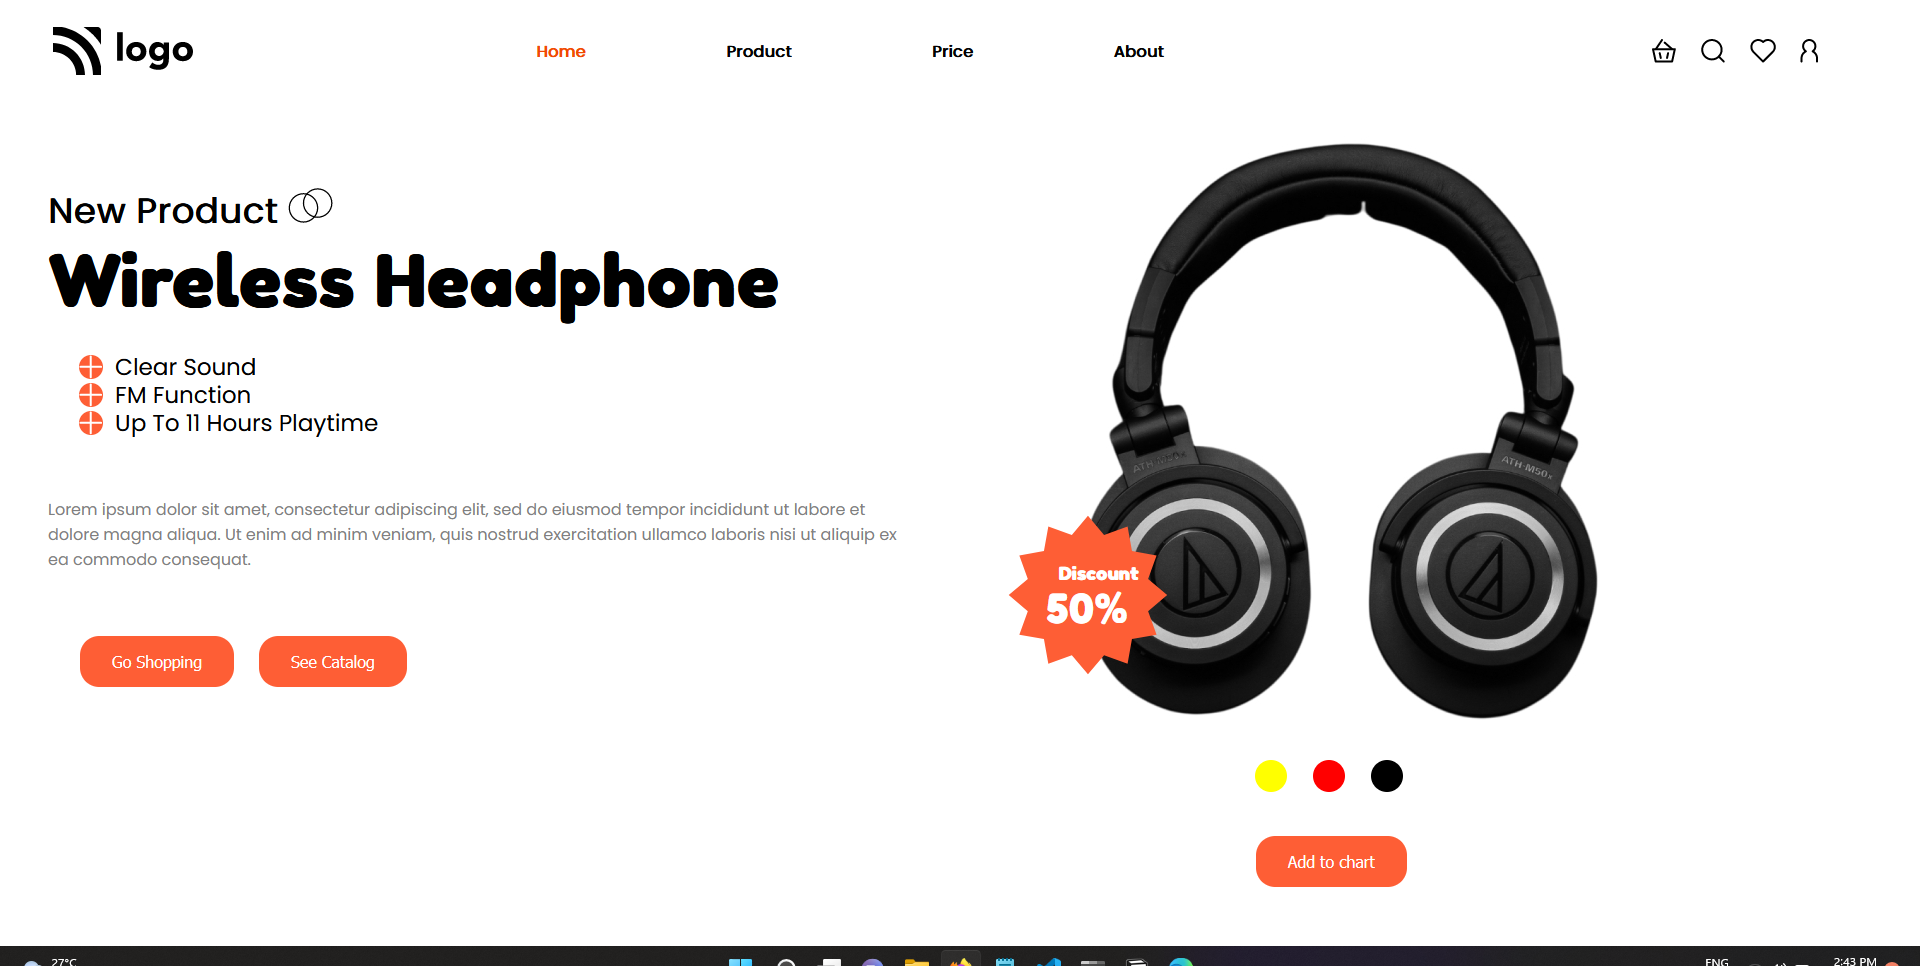 logo
Home Product Price About
New Product
Wireless Headphone
Clear Sound
FM Function
Up To 11 Hours Playtime
Lorem ipsum dolor sit amet, consectetur adipiscing elit, sed do eiusmod tempor incididunt ut labore et
dolore magna aliqua. Ut enim ad minim veniam, quis nostrud exercitation ullamco laboris nisi ut aliquip ex
ea commodo consequat.
Go Shopping See Catalog
ATH-M50x
ATH-M50x
Discount
50%
Add to chart
27°C
ENG
2:43 PM